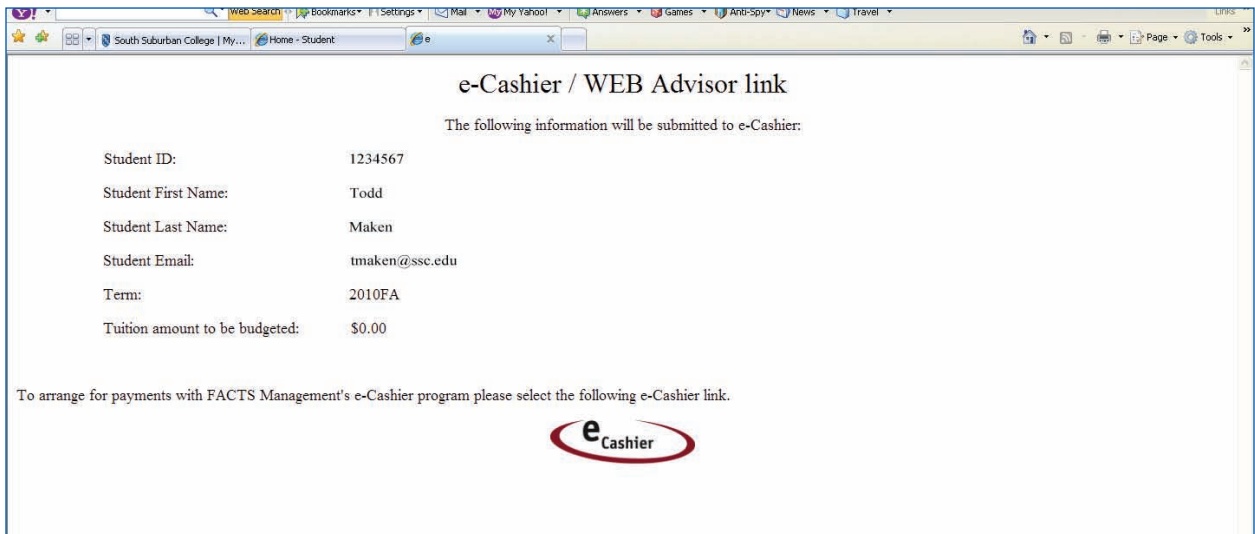 Y! Web Search Bookmarks Settings Mail My Yahoo! Answers Games Anti-Spy News Travel Links
South Suburban College | My... Home - Student e Page Tools
e-Cashier / WEB Advisor link
The following information will be submitted to e-Cashier:
Student ID: 1234567
Student First Name: Todd
Student Last Name: Maken
Student Email: tmaken@ssc.edu
Term: 2010FA
Tuition amount to be budgeted: $0.00
To arrange for payments with FACTS Management's e-Cashier program please select the following e-Cashier link.
e Cashier